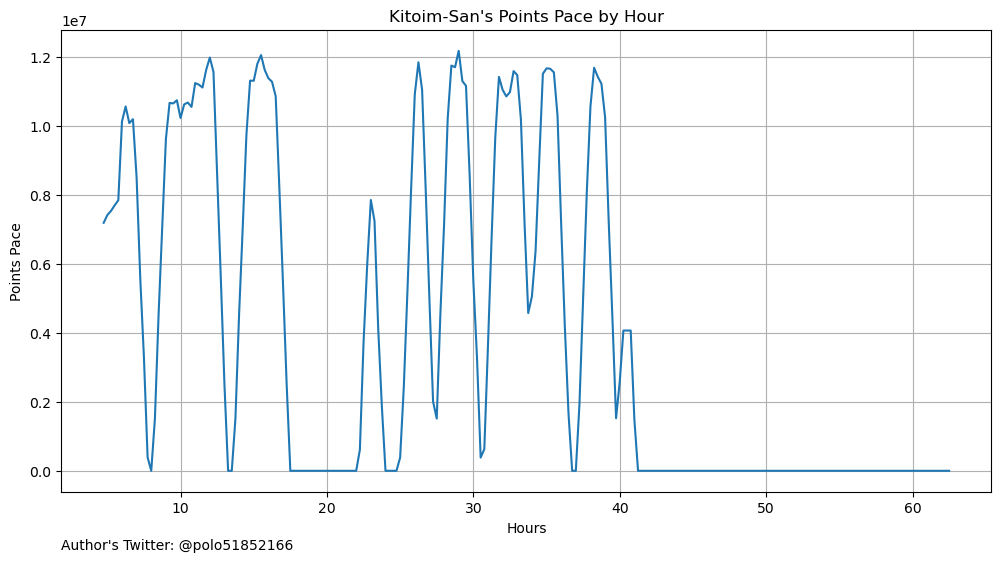 Kitoim-San's Points Pace by Hour
1e7
1.2
1.0
0.8
0.6
0.4
0.2
0.0
Points Pace
10 20 30 40 50 60
Hours
Author's Twitter: @polo51852166